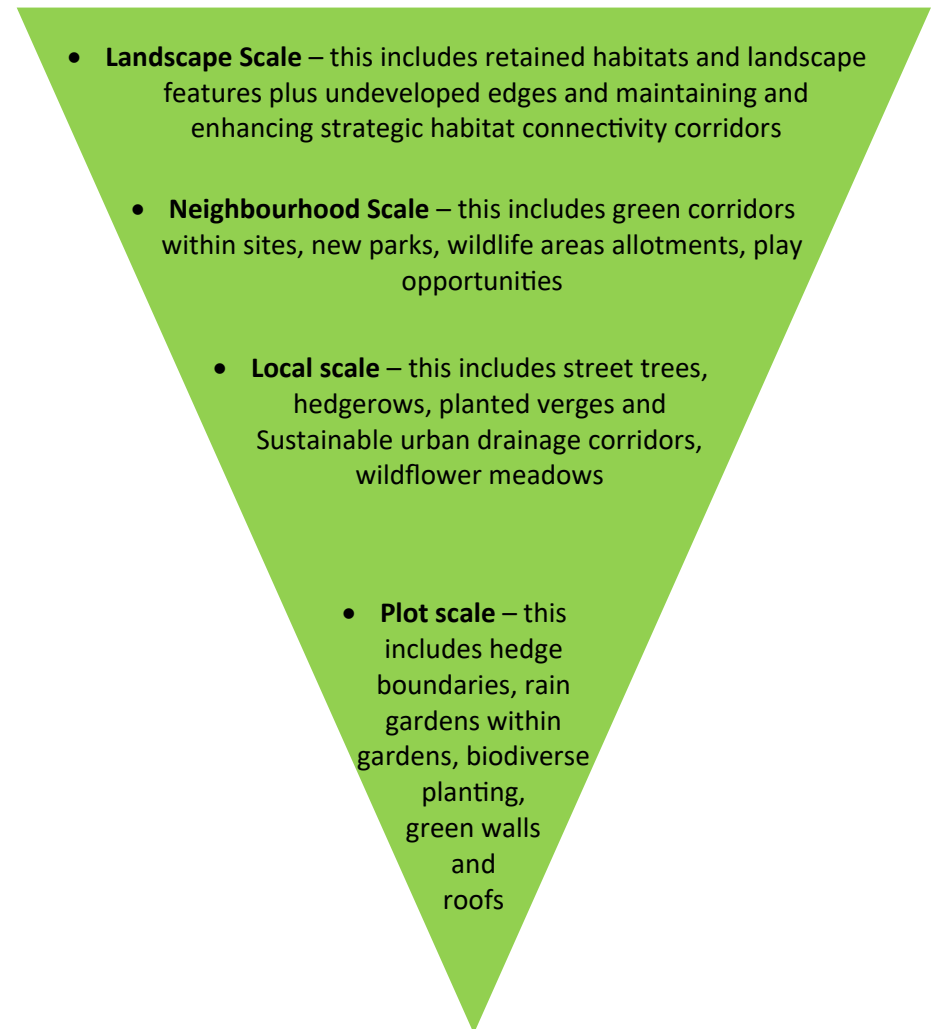 • Landscape Scale – this includes retained habitats and landscape
features plus undeveloped edges and maintaining and
enhancing strategic habitat connectivity corridors
• Neighbourhood Scale – this includes green corridors
within sites, new parks, wildlife areas allotments, play
opportunities
• Local scale – this includes street trees,
hedgerows, planted verges and
Sustainable urban drainage corridors,
wildflower meadows
• Plot scale – this
includes hedge
boundaries, rain
gardens within
gardens, biodiverse
planting,
green walls
and
roofs